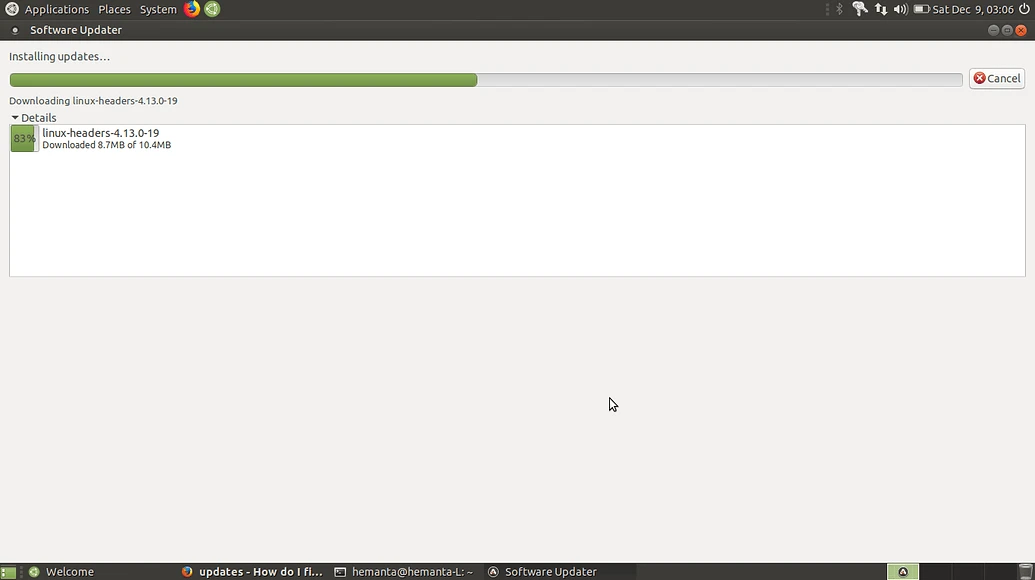 Applications Places System Sat Dec 9, 03:06
Software Updater
Installing updates…
Cancel
Downloading linux-headers-4.13.0-19
Details
83% linux-headers-4.13.0-19
Downloaded 8.7MB of 10.4MB
Welcome updates - How do I fi... hemanta@hemanta-L: ~ Software Updater